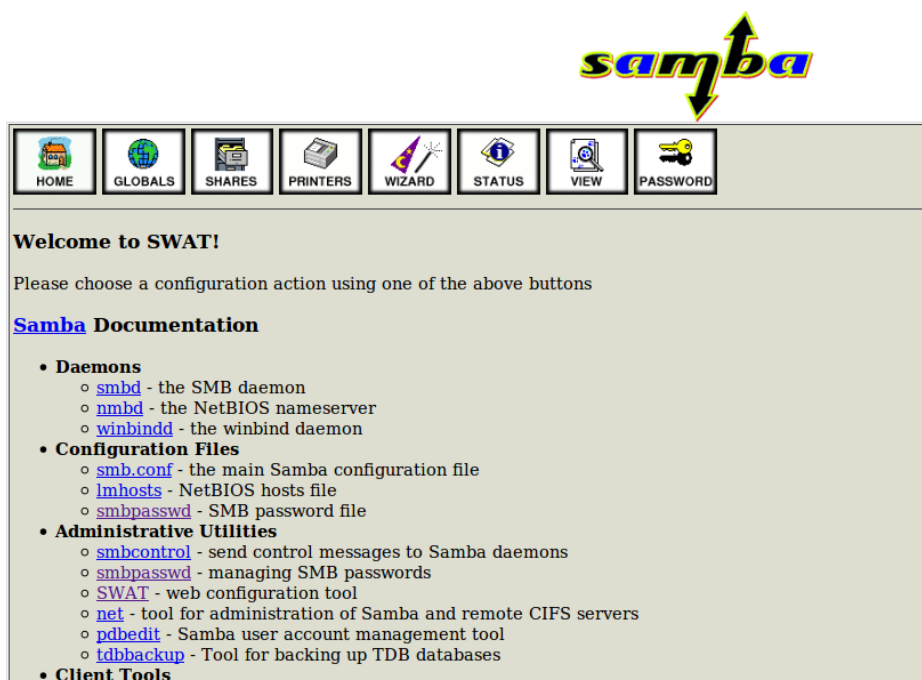 samba
HOME GLOBALS SHARES PRINTERS WIZARD STATUS VIEW PASSWORD
Welcome to SWAT!
Please choose a configuration action using one of the above buttons
Samba Documentation
• Daemons
◦ smbd - the SMB daemon
◦ nmbd - the NetBIOS nameserver
◦ winbindd - the winbind daemon
• Configuration Files
◦ smb.conf - the main Samba configuration file
◦ lmhosts - NetBIOS hosts file
◦ smbpasswd - SMB password file
• Administrative Utilities
◦ smbcontrol - send control messages to Samba daemons
◦ smbpasswd - managing SMB passwords
◦ SWAT - web configuration tool
◦ net - tool for administration of Samba and remote CIFS servers
◦ pdbedit - Samba user account management tool
◦ tdbbackup - Tool for backing up TDB databases
• Client Tools